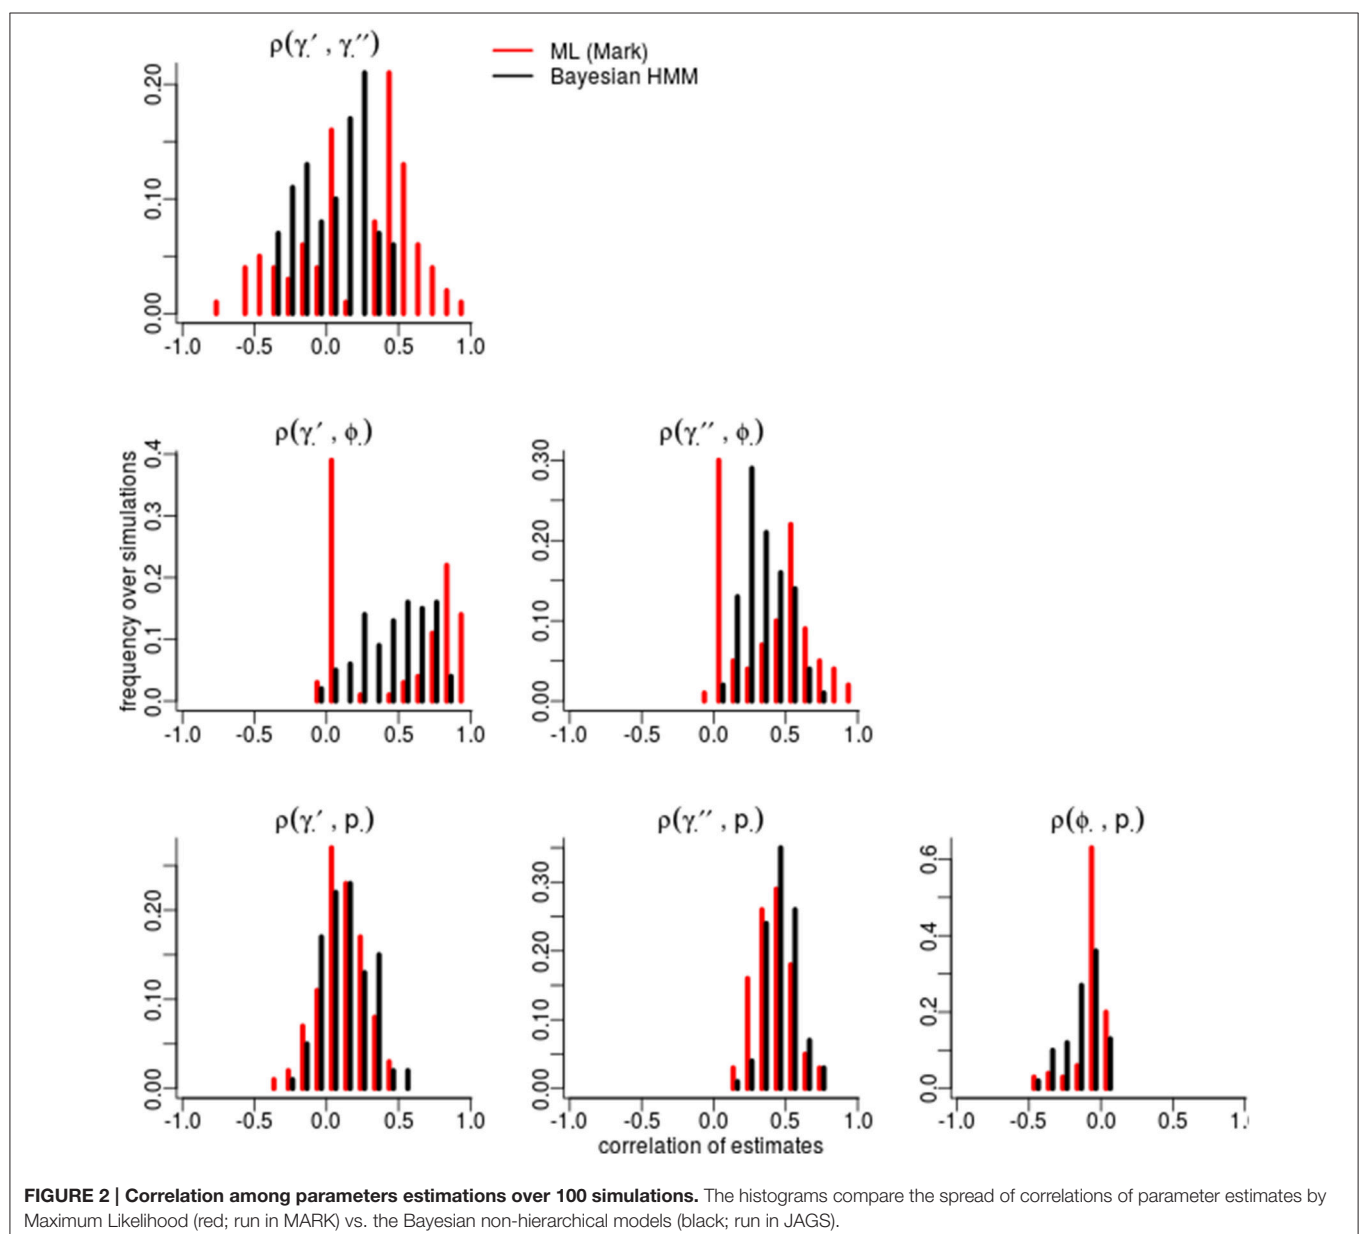 ρ(γ.′ , γ.′′)
ML (Mark)
Bayesian HMM
0.00 0.10 0.20
-1.0 -0.5 0.0 0.5 1.0
ρ(γ.′ , ϕ.)
ρ(γ.′′ , ϕ.)
frequency over simulations
0.0 0.1 0.2 0.3 0.4
0.00 0.10 0.20 0.30
-1.0 -0.5 0.0 0.5 1.0
-1.0 -0.5 0.0 0.5 1.0
ρ(γ.′ , p.)
ρ(γ.′′ , p.)
ρ(ϕ. , p.)
0.00 0.10 0.20
0.00 0.10 0.20 0.30
0.0 0.2 0.4 0.6
-1.0 -0.5 0.0 0.5 1.0
-1.0 -0.5 0.0 0.5 1.0
-1.0 -0.5 0.0 0.5 1.
correlation of estimates
FIGURE 2 | Correlation among parameters estimations over 100 simulations. The histograms compare the spread of correlations of parameter estimates by
Maximum Likelihood (red; run in MARK) vs. the Bayesian non-hierarchical models (black; run in JAGS).